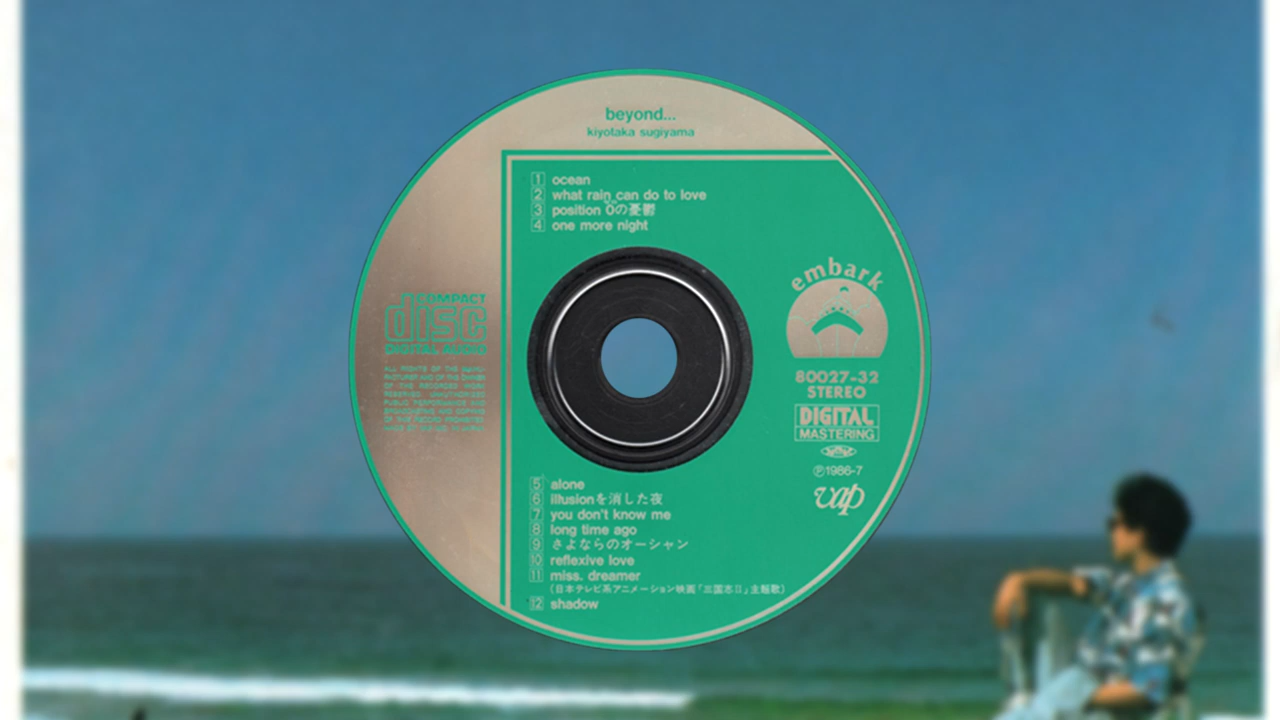 beyond...
kiyotaka sugiyama
1 ocean
2 what rain can do to love
3 position 0の憂鬱
4 one more night
embark
COMPACT
disc
DIGITAL AUDIO
80027-32
STEREO
DIGITAL
MASTERING
Ⓟ1986-7
vap
5 alone
6 illusionを消した夜
7 you don't know me
8 long time ago
9 さよならのオーシャン
10 reflexive love
11 miss. dreamer
(日本テレビ系アニメーション映画「三国志II」主題歌)
12 shadow